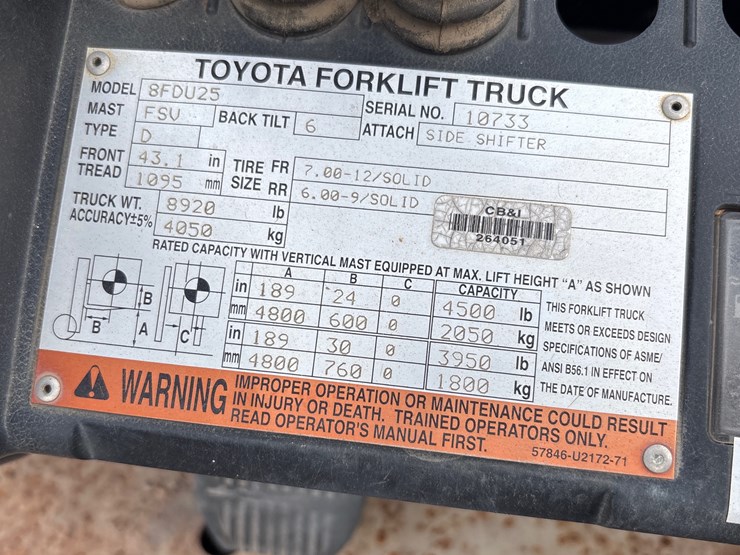 TOYOTA FORKLIFT TRUCK
MODEL 8FDU25 SERIAL NO. 10733
MAST FSV BACK TILT 6 ATTACH SIDE SHIFTER
TYPE D
FRONT TREAD 43.1 in TIRE SIZE FR 7.00-12/SOLID
1095 mm RR 6.00-9/SOLID
TRUCK WT. 8920 lb
ACCURACY±5% 4050 kg
CB&I
264051
RATED CAPACITY WITH VERTICAL MAST EQUIPPED AT MAX. LIFT HEIGHT "A" AS SHOWN
A B C CAPACITY
in 189 24 0 4500 lb
mm 4800 600 0 2050 kg
in 189 30 0 3950 lb
mm 4800 760 0 1800 kg
B
B A C
THIS FORKLIFT TRUCK
MEETS OR EXCEEDS DESIGN
SPECIFICATIONS OF ASME/
ANSI B56.1 IN EFFECT ON
THE DATE OF MANUFACTURE.
WARNING
IMPROPER OPERATION OR MAINTENANCE COULD RESULT
IN INJURY OR DEATH. TRAINED OPERATORS ONLY.
READ OPERATOR'S MANUAL FIRST.
57846-U2172-71